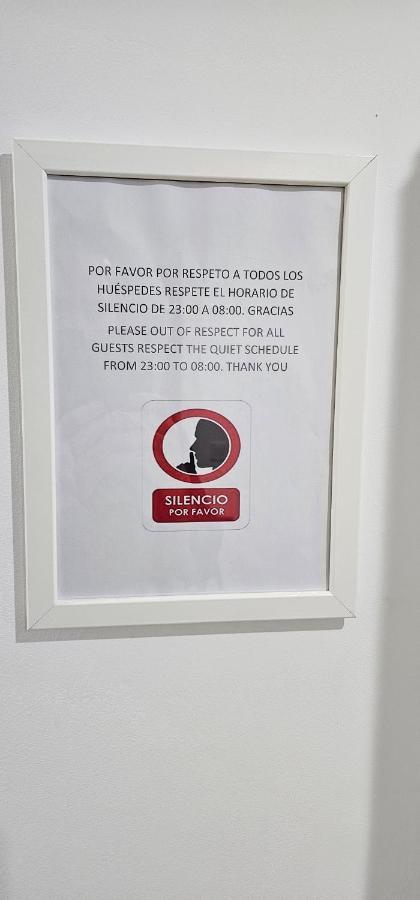 POR FAVOR POR RESPETO A TODOS LOS
HUÉSPEDES RESPETE EL HORARIO DE
SILENCIO DE 23:00 A 08:00. GRACIAS
PLEASE OUT OF RESPECT FOR ALL
GUESTS RESPECT THE QUIET SCHEDULE
FROM 23:00 TO 08:00. THANK YOU
SILENCIO
POR FAVOR